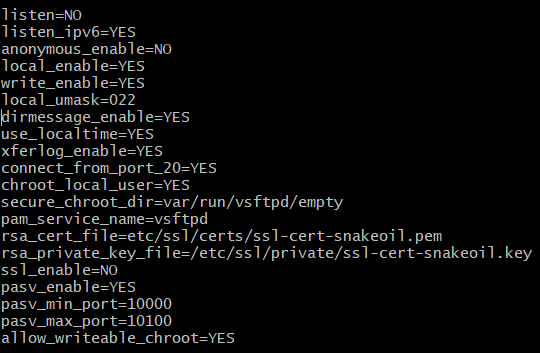 listen=NO
listen_ipv6=YES
anonymous_enable=NO
local_enable=YES
write_enable=YES
local_umask=022
dirmessage_enable=YES
use_localtime=YES
xferlog_enable=YES
connect_from_port_20=YES
chroot_local_user=YES
secure_chroot_dir=var/run/vsftpd/empty
pam_service_name=vsftpd
rsa_cert_file=etc/ssl/certs/ssl-cert-snakeoil.pem
rsa_private_key_file=/etc/ssl/private/ssl-cert-snakeoil.key
ssl_enable=NO
pasv_enable=YES
pasv_min_port=10000
pasv_max_port=10100
allow_writeable_chroot=YES